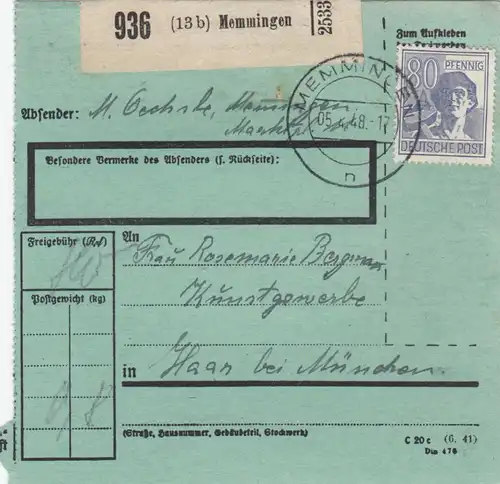 936 (13b) Memmingen 2533
Zum Aufkleben
80 PFENNIG
DEUTSCHE POST
MEMMINGEN
05.4.48.-17
n
Absender: M. Oechsle, Memmingen
Besondere Vermerke des Absenders (s. Rückseite):
Freigebühr (Rℳ)
Postgewicht (kg)
An
Frau Rosemarie Bergman
Kunstgewerbe
in Haar bei München.
(Straße, Hausnummer, Gebäudeteil, Stockwerk)
C 20c (6. 41)
Din 476